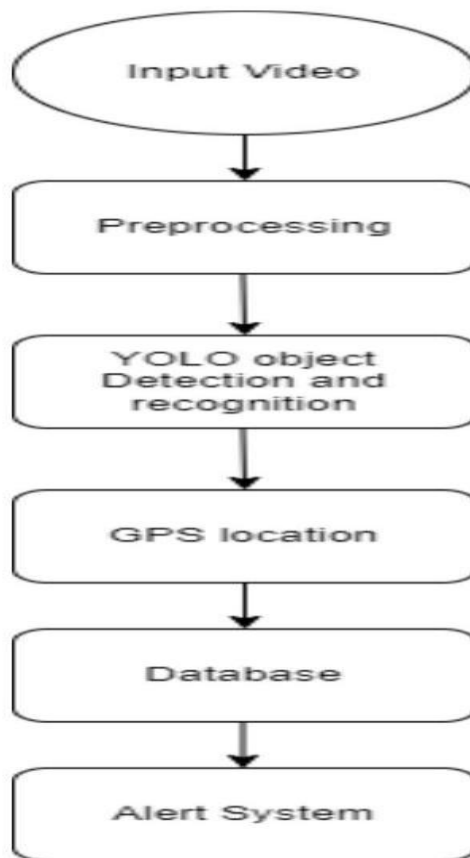 Input Video
Preprocessing
YOLO object
Detection and
recognition
GPS location
Database
Alert System